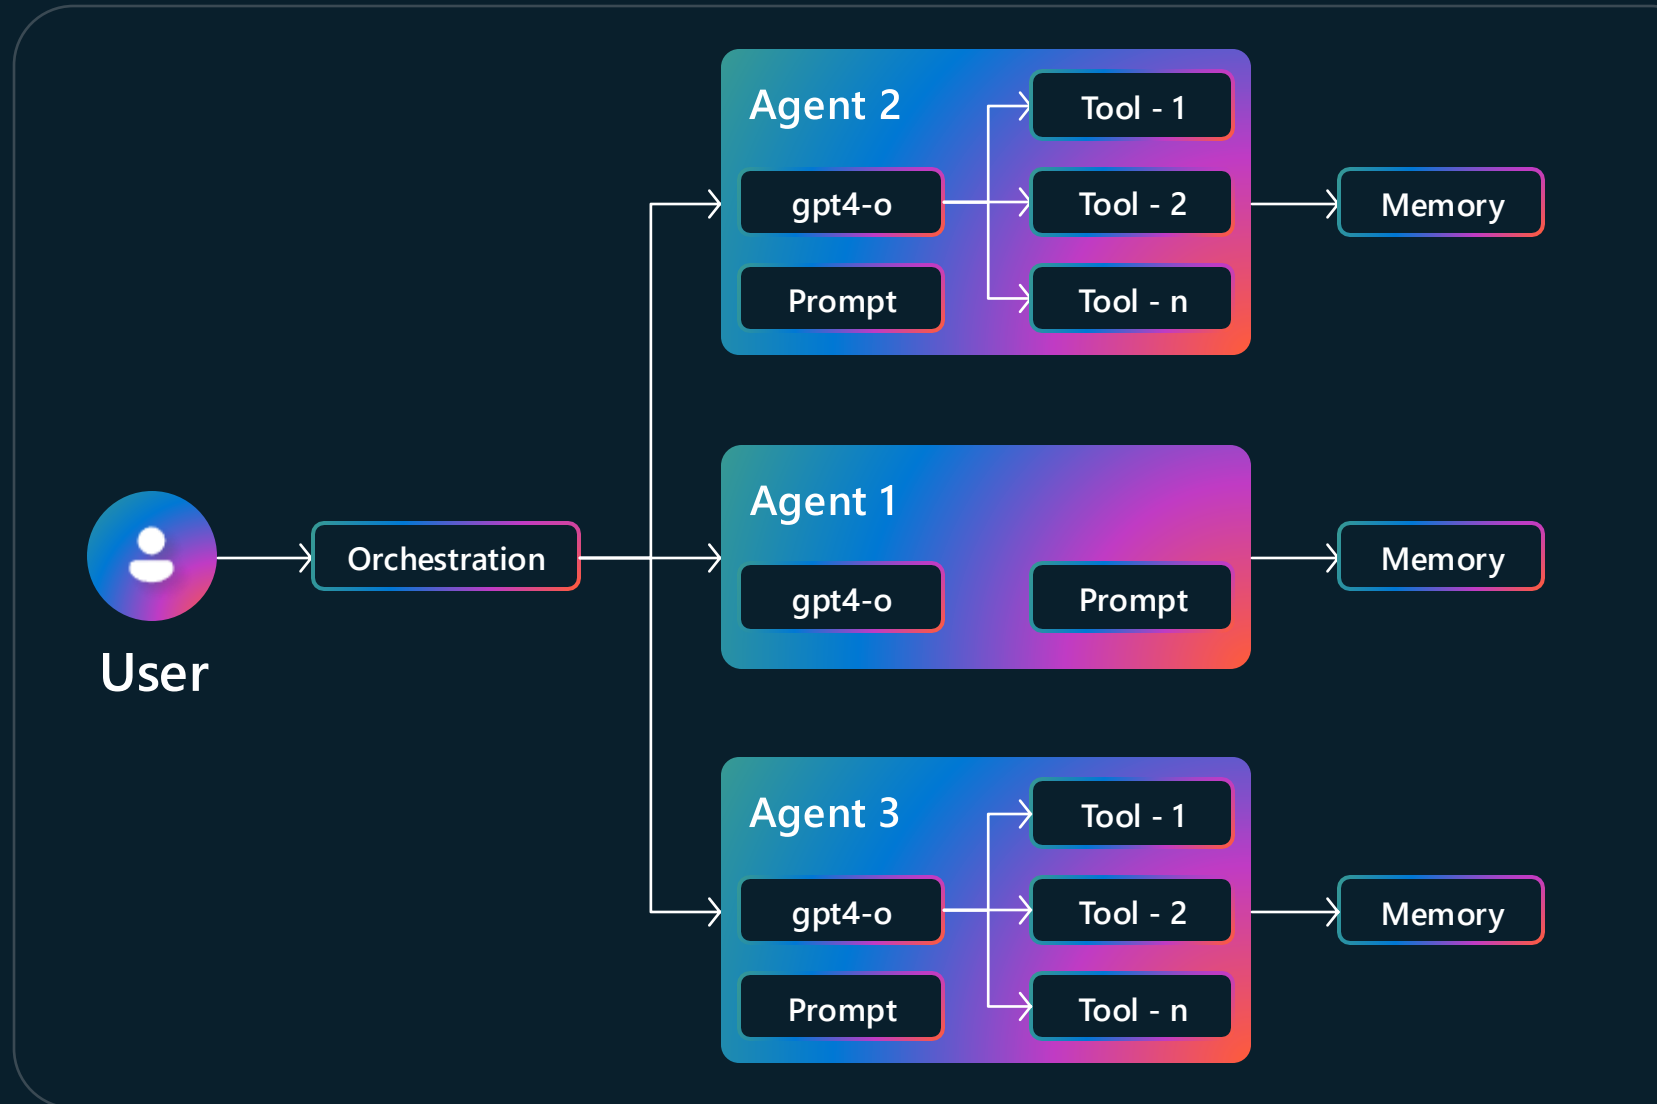 User
Orchestration
Agent 2
gpt4-o
Prompt
Tool - 1
Tool - 2
Tool - n
Memory
Agent 1
gpt4-o
Prompt
Memory
Agent 3
gpt4-o
Prompt
Tool - 1
Tool - 2
Tool - n
Memory